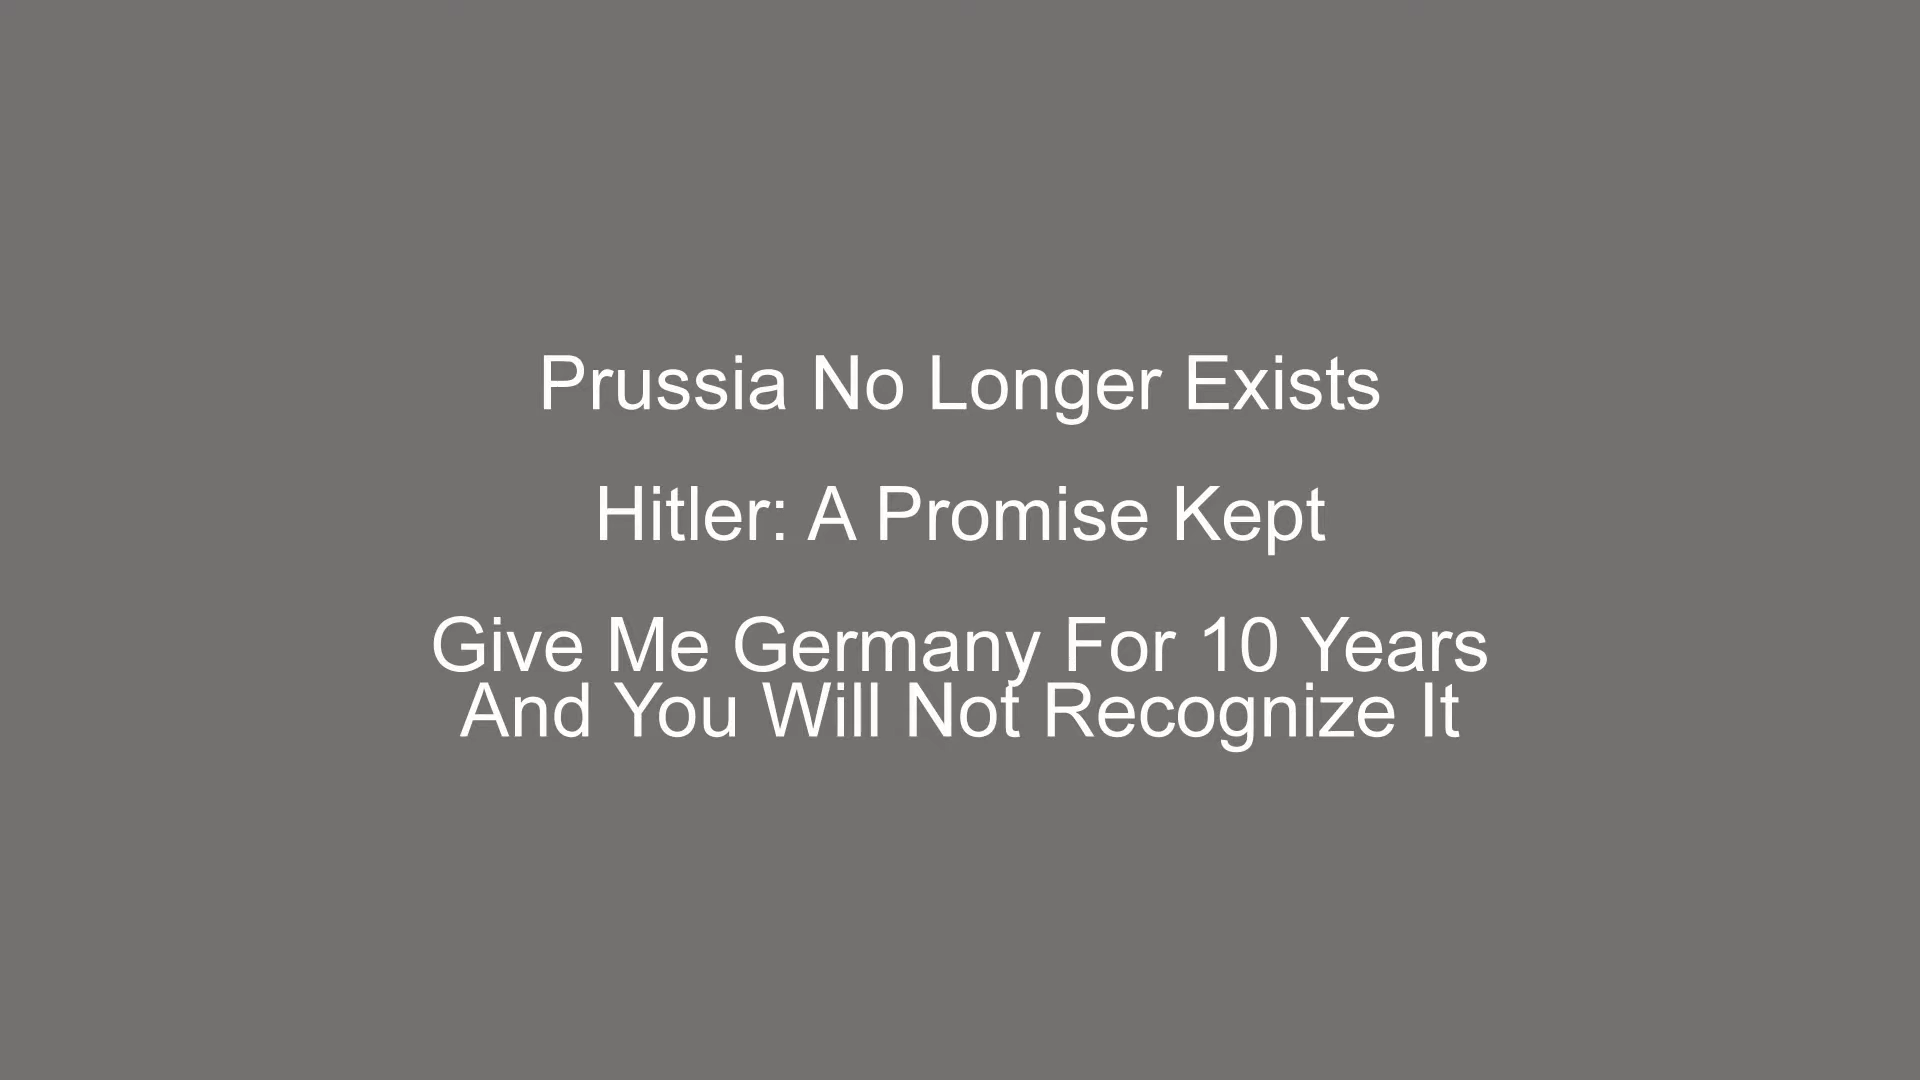 Prussia No Longer Exists
Hitler: A Promise Kept
Give Me Germany For 10 Years
And You Will Not Recognize It